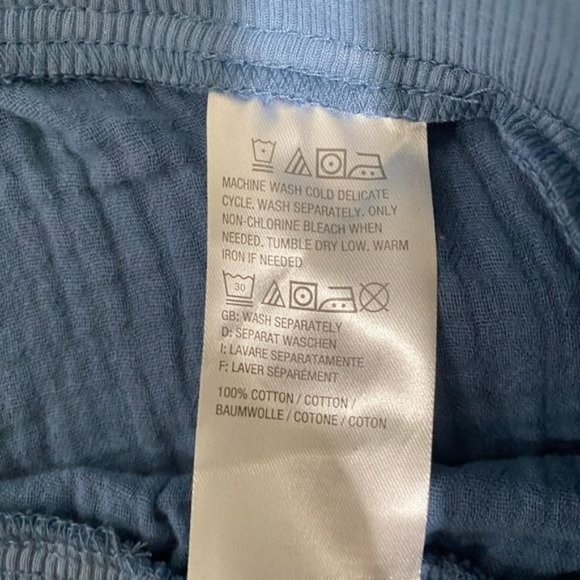 MACHINE WASH COLD DELICATE
CYCLE. WASH SEPARATELY. ONLY
NON-CHLORINE BLEACH WHEN
NEEDED. TUMBLE DRY LOW. WARM
IRON IF NEEDED
30
GB: WASH SEPARATELY
D: SEPARAT WASCHEN
I: LAVARE SEPARATAMENTE
F: LAVER SÉPARÉMENT
100% COTTON / COTTON /
BAUMWOLLE / COTONE / COTON